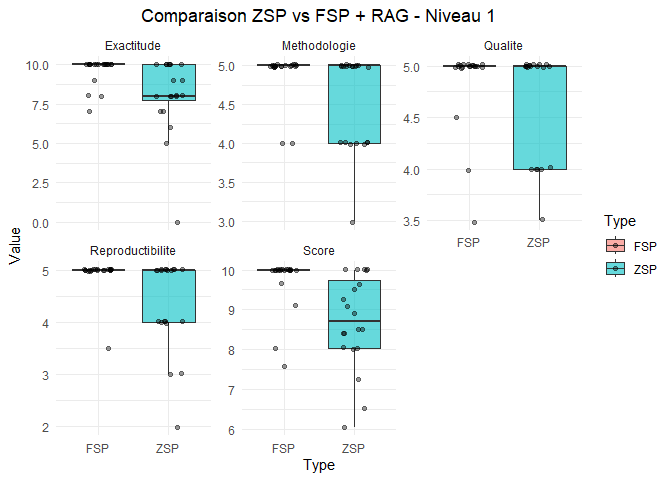 Comparaison ZSP vs FSP + RAG - Niveau 1
Exactitude
Methodologie
Qualite
10.0
7.5
5.0
2.5
0.0
5.0
4.5
4.0
3.5
3.0
5.0
4.5
4.0
3.5
FSP ZSP
Value
Reproductibilite
Score
5
4
3
2
10
9
8
7
6
FSP ZSP
FSP ZSP
Type
Type
FSP
ZSP